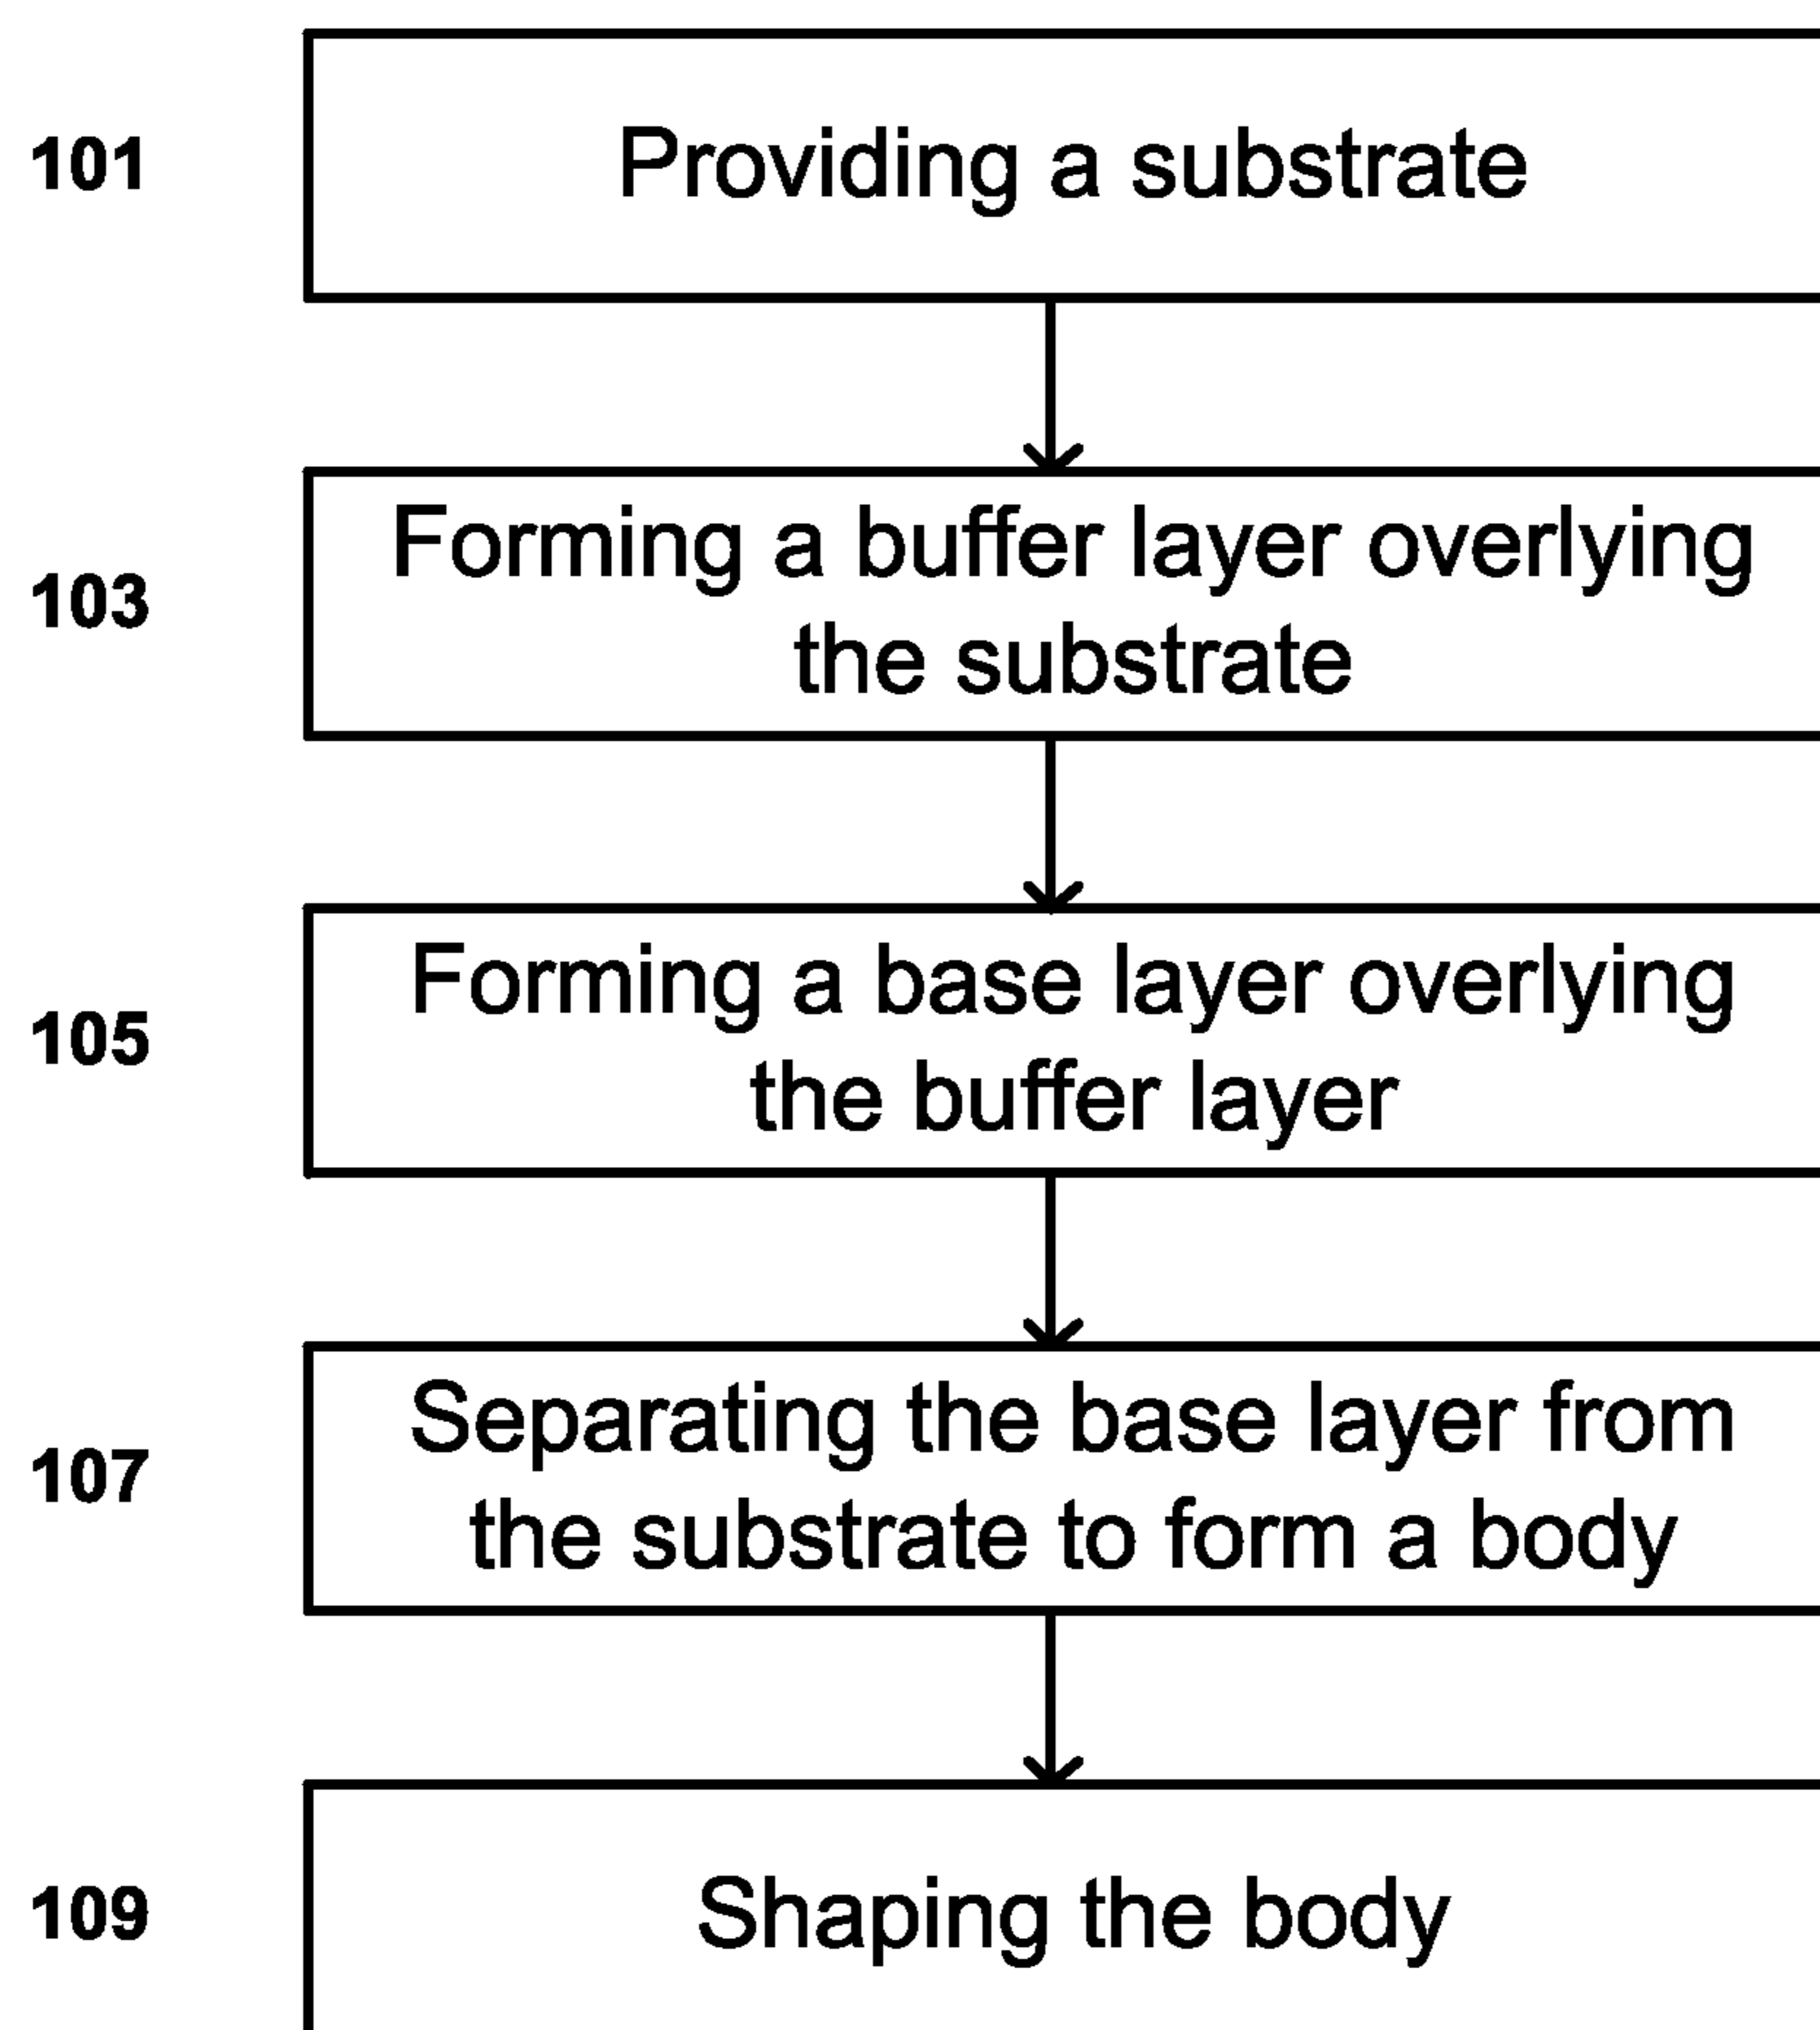 101
Providing a substrate
103
Forming a buffer layer overlying
the substrate
105
Forming a base layer overlying
the buffer layer
107
Separating the base layer from
the substrate to form a body
109
Shaping the body